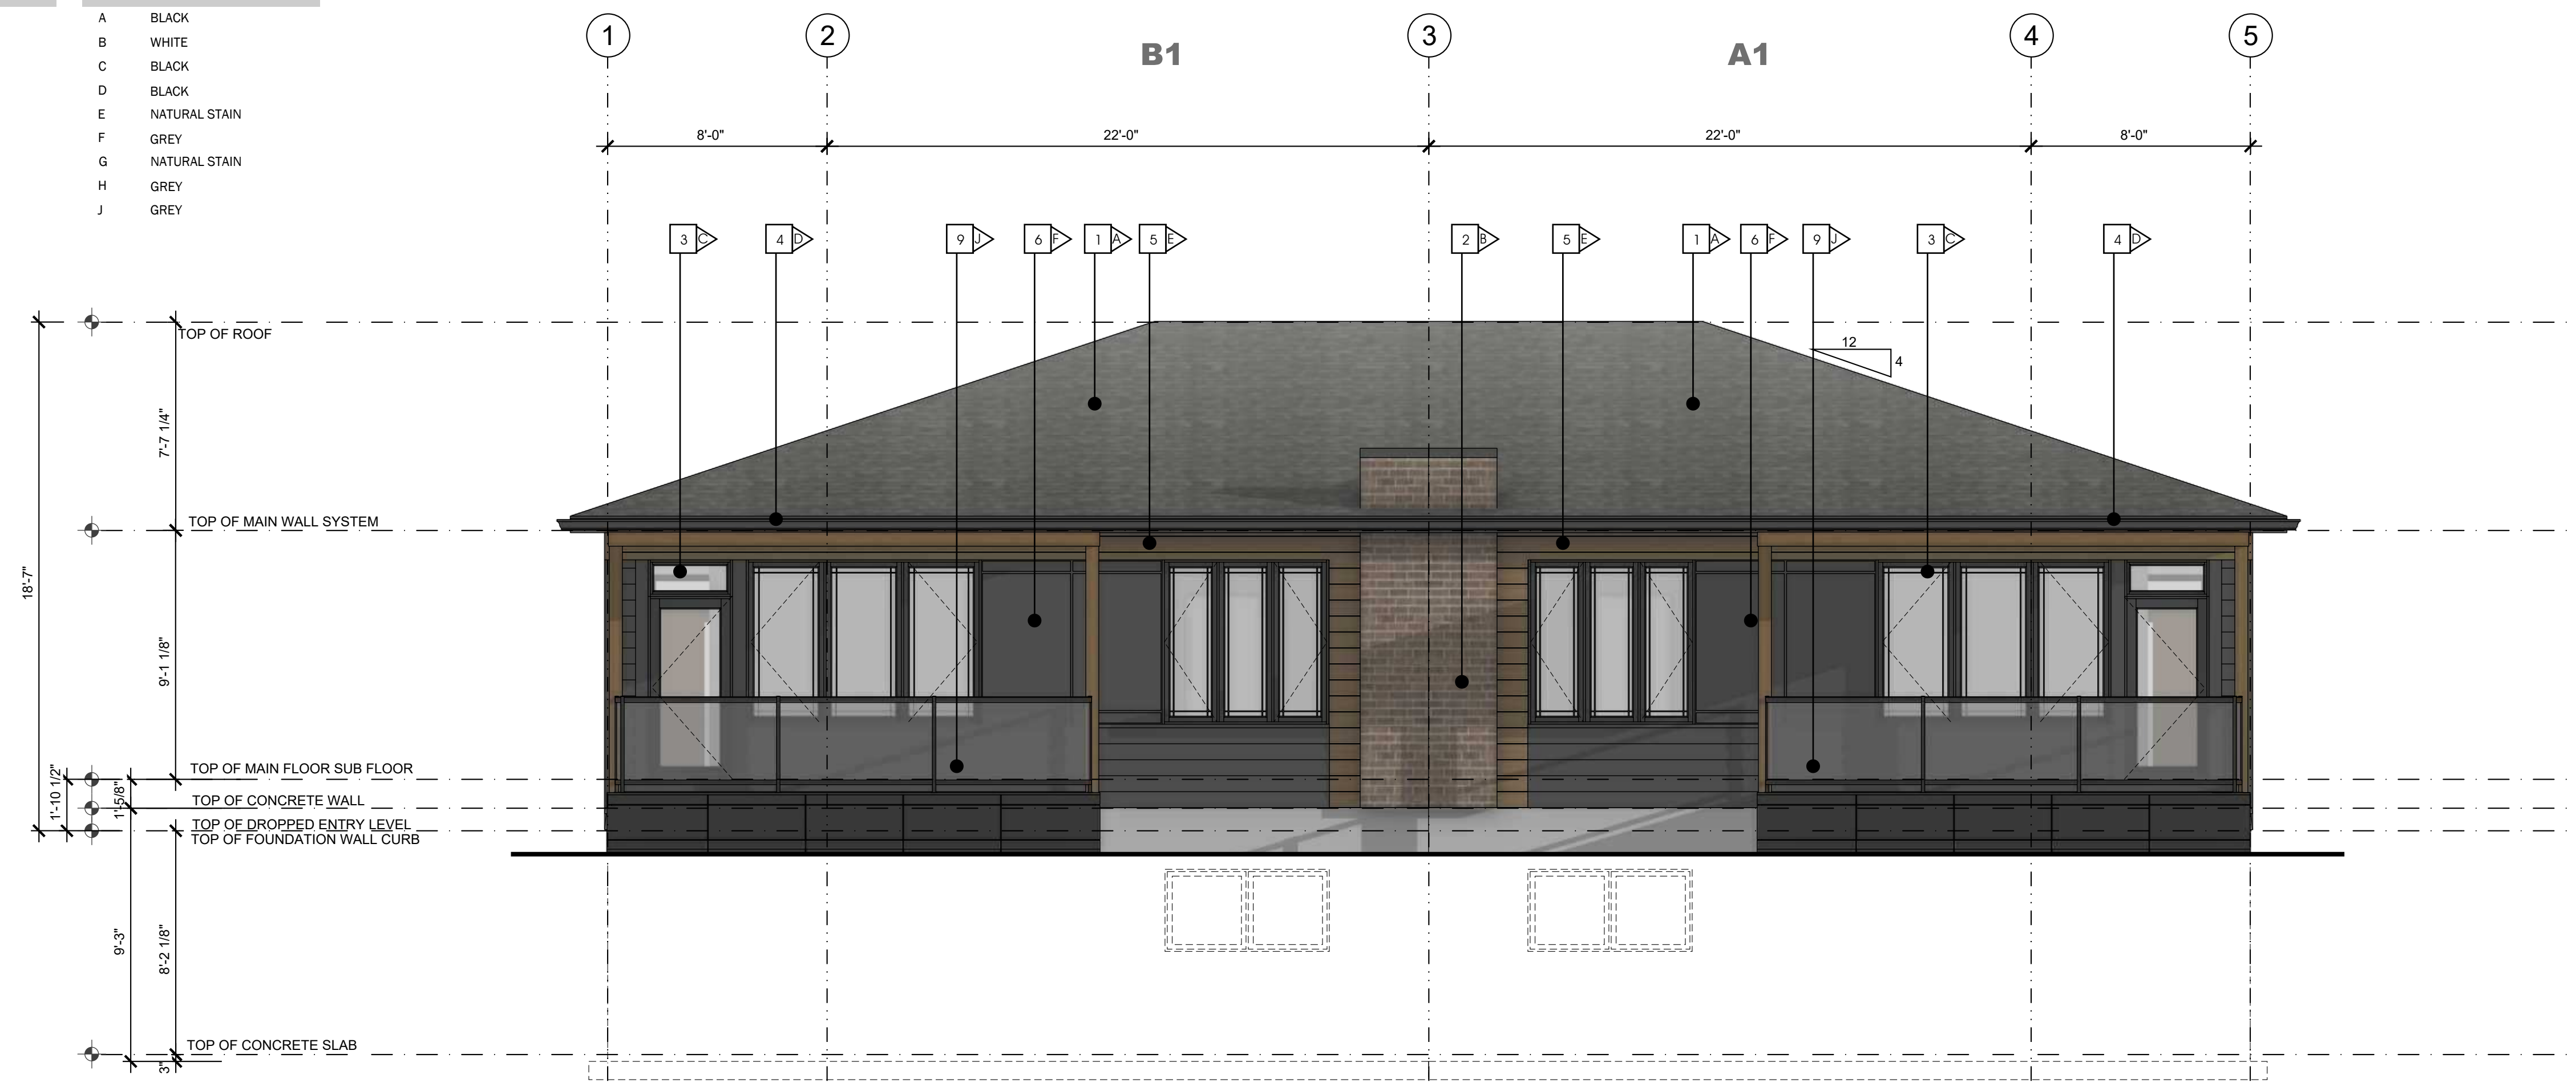 A BLACK
B WHITE
C BLACK
D BLACK
E NATURAL STAIN
F GREY
G NATURAL STAIN
H GREY
J GREY
1 2 B1 3 A1 4 5
8'-0" 22'-0" 22'-0" 8'-0"
3 C 4 D 9 J 6 F 1 A 5 E 2 B 5 E 1 A 6 F 9 J 3 C 4 D
TOP OF ROOF
12
4
7'-7 1/4"
TOP OF MAIN WALL SYSTEM
18'-7"
9'-1 1/8"
TOP OF MAIN FLOOR SUB FLOOR
1'-10 1/2"
1'-5/8"
TOP OF CONCRETE WALL
TOP OF DROPPED ENTRY LEVEL
TOP OF FOUNDATION WALL CURB
9'-3"
8'-2 1/8"
TOP OF CONCRETE SLAB
3"